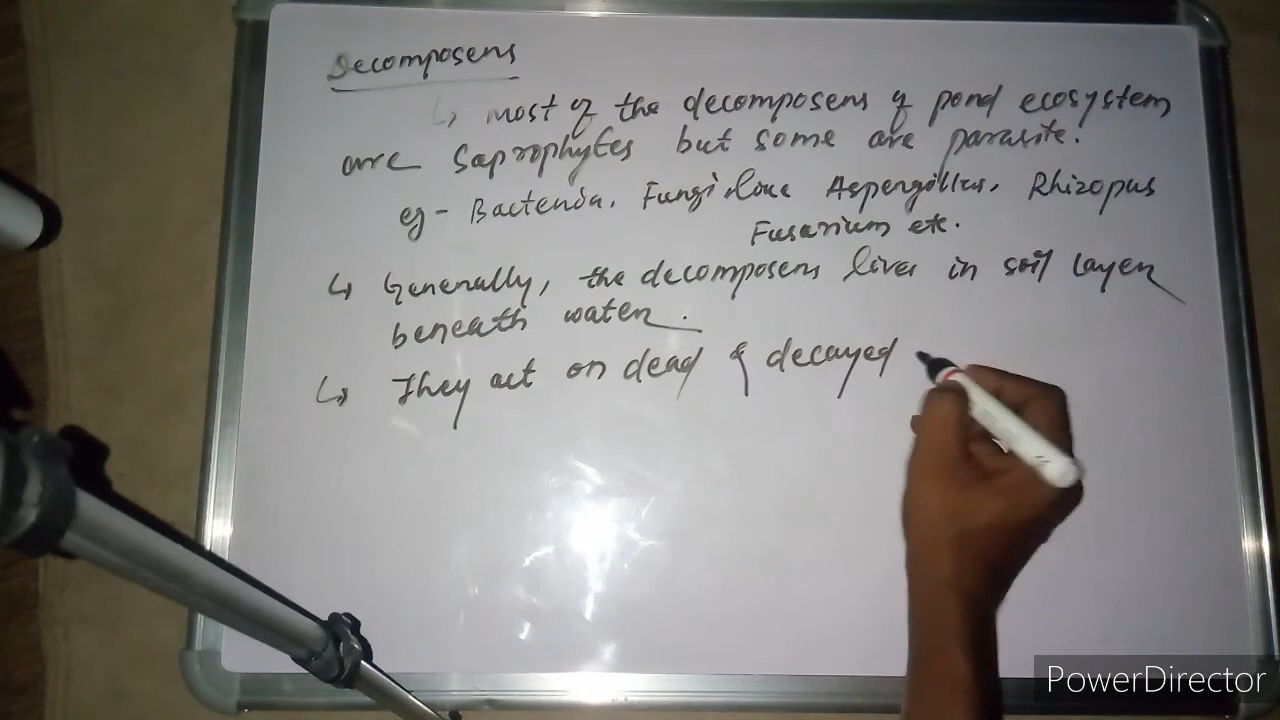 Decomposers
↳ most of the decomposers of pond ecosystem
are saprophytes but some are parasite.
eg - Bacteria, Fungi like Aspergillus, Rhizopus
Fusarium etc.
↳ Generally, the decomposers lives in soil layer
beneath water.
↳ They act on dead & decayed
PowerDirector